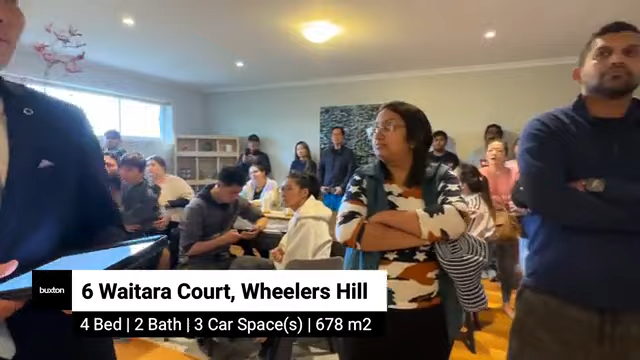 buxton
6 Waitara Court, Wheelers Hill
4 Bed | 2 Bath | 3 Car Space(s) | 678 m2